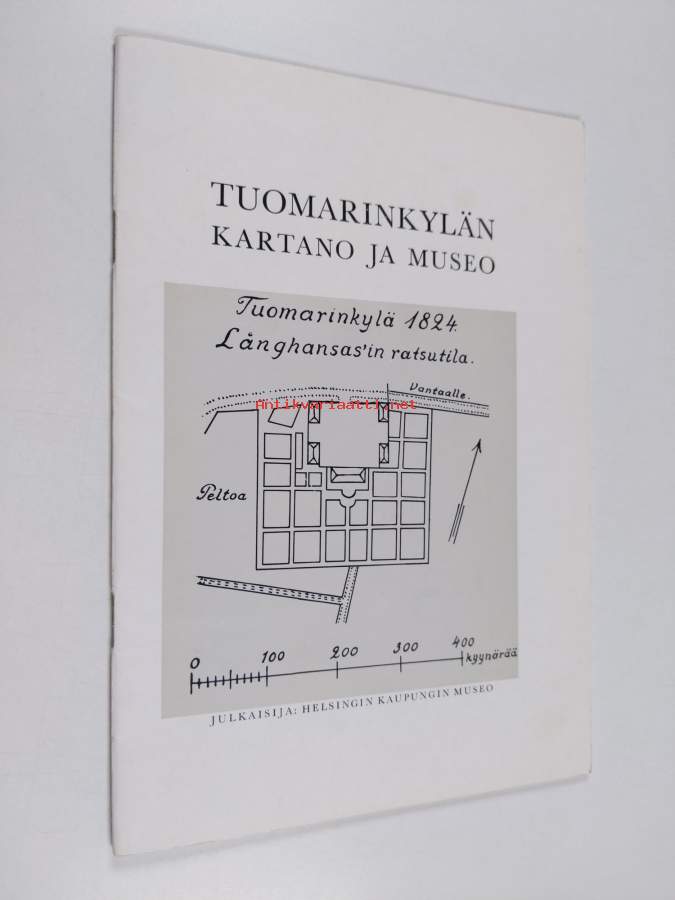 TUOMARINKYLÄN
KARTANO JA MUSEO
Tuomarinkylä 1824.
Långhansas'in ratsutila.
Vantaalle.
Antikvariaatti.net
Peltoa
0 100 200 300 400
kyynärää
JULKAISIJA: HELSINGIN KAUPUNGIN MUSEO